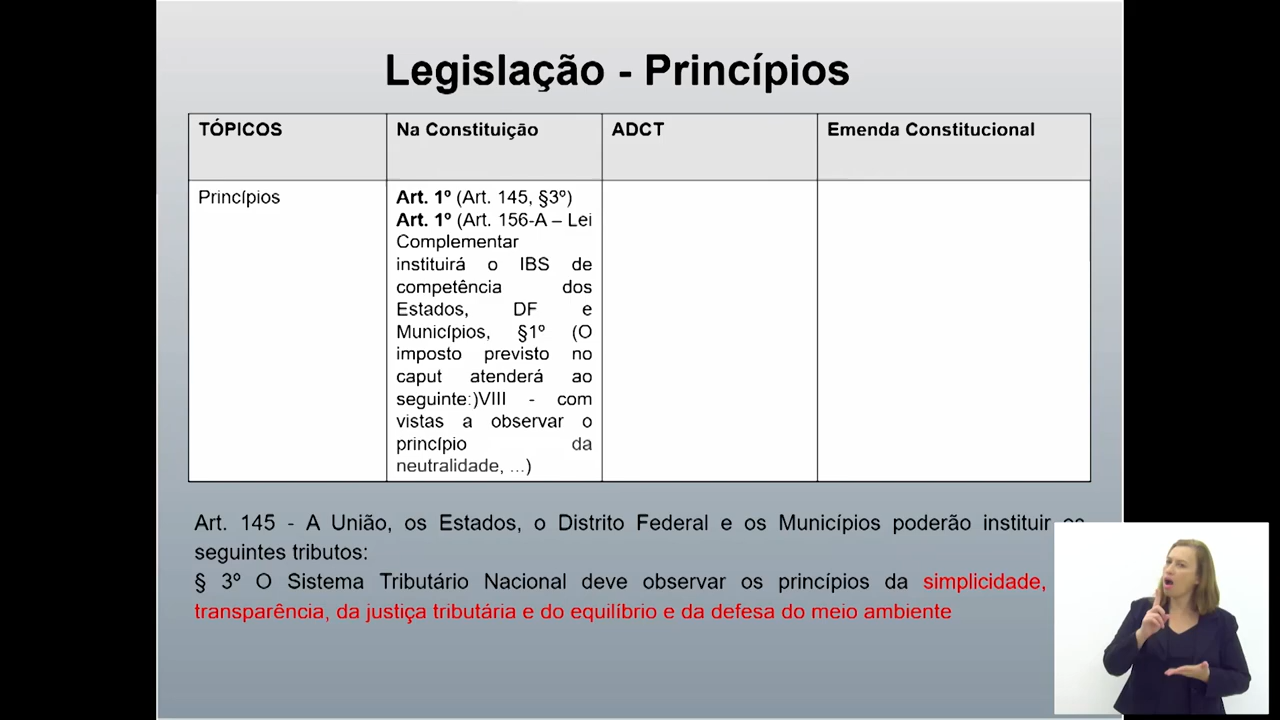 Legislação - Princípios
TÓPICOS
Na Constituição
ADCT
Emenda Constitucional
Princípios
Art. 1º (Art. 145, §3º)
Art. 1º (Art. 156-A – Lei
Complementar
instituirá o IBS de
competência dos
Estados, DF e
Municípios, §1º (O
imposto previsto no
caput atenderá ao
seguinte:)VIII - com
vistas a observar o
princípio da
neutralidade, ...)
Art. 145 - A União, os Estados, o Distrito Federal e os Municípios poderão instituir
seguintes tributos:
§ 3º O Sistema Tributário Nacional deve observar os princípios da simplicidade,
transparência, da justiça tributária e do equilíbrio e da defesa do meio ambiente